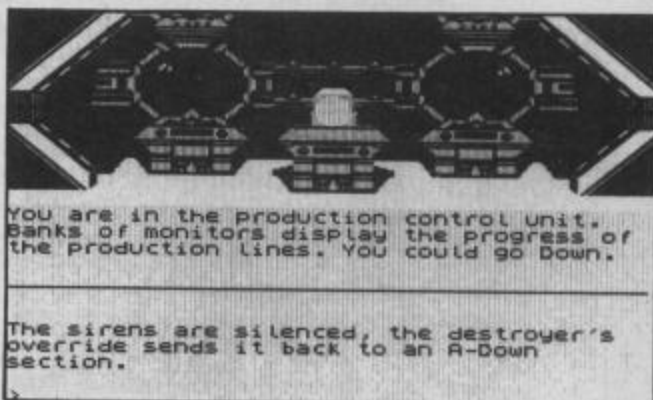 You are in the production control unit.
Banks of monitors display the progress of
the production lines. You could go Down.
The sirens are silenced, the destroyer's
override sends it back to an A-Down
section.
>